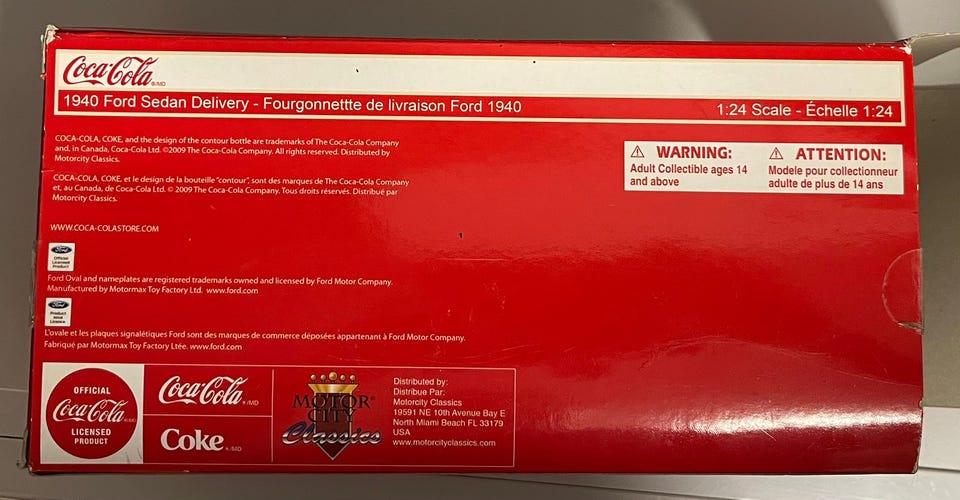 Coca-Cola ®/MD
1940 Ford Sedan Delivery - Fourgonnettte de livraison Ford 1940
1:24 Scale - Échelle 1:24
COCA-COLA, COKE, and the design of the contour bottle are trademarks of The Coca-Cola Company
and, in Canada, Coca-Cola Ltd. ©2009 The Coca-Cola Company. All rights reserved. Distributed by
Motorcity Classics.
COCA-COLA, COKE, et le design de la bouteille "contour", sont des marques de The Coca-Cola Company
et, au Canada, de Coca-Cola Ltd. © 2009 The Coca-Cola Company. Tous droits réservés. Distribué par
Motorcity Classics.
⚠ WARNING:
Adult Collectible ages 14
and above
⚠ ATTENTION:
Modele pour collectionneur
adulte de plus de 14 ans
WWW.COCA-COLASTORE.COM
Ford
Official
Licensed
Product
Ford Oval and nameplates are registered trademarks owned and licensed by Ford Motor Company.
Manufactured by Motormax Toy Factory Ltd. www.ford.com
Ford
Product
sous
Licence
L'ovale et les plaques signalétiques Ford sont des marques de commerce déposées appartenant à Ford Motor Company.
Fabriqué par Motormax Toy Factory Ltée. www.ford.com
OFFICIAL
Coca-Cola
LICENSED
PRODUCT
Coca-Cola ®/MD
Coke ®/MD
MOTOR®
CITY
Classics
Distributed by:
Distribue Par:
Motorcity Classics
19591 NE 10th Avenue Bay E
North Miami Beach FL 33179
USA
www.motorcityclassics.com